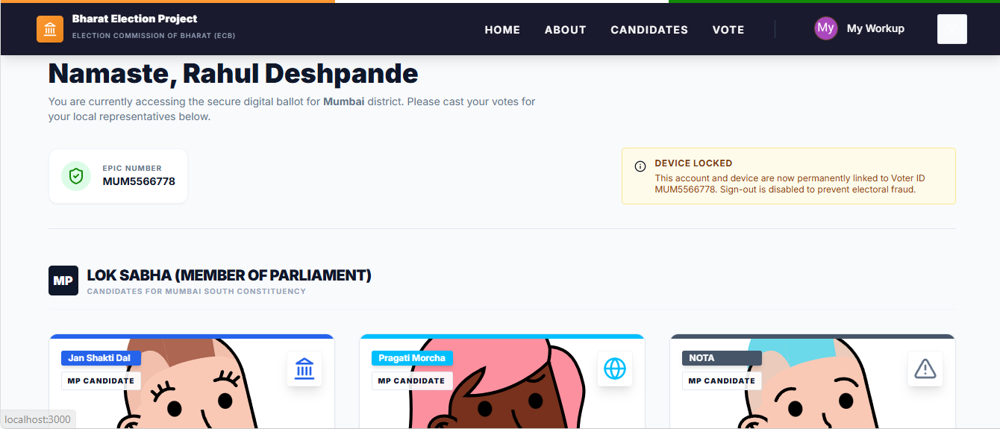 Bharat Election Project
ELECTION COMMISSION OF BHARAT (ECB)
HOME
ABOUT
CANDIDATES
VOTE
My
My Workup
Namaste, Rahul Deshpande
You are currently accessing the secure digital ballot for Mumbai district. Please cast your votes for
your local representatives below.
EPIC NUMBER
MUM5566778
DEVICE LOCKED
This account and device are now permanently linked to Voter ID
MUM5566778. Sign-out is disabled to prevent electoral fraud.
MP
LOK SABHA (MEMBER OF PARLIAMENT)
CANDIDATES FOR MUMBAI SOUTH CONSTITUENCY
Jan Shakti Dal
MP CANDIDATE
Pragati Morcha
MP CANDIDATE
NOTA
MP CANDIDATE
localhost:3000